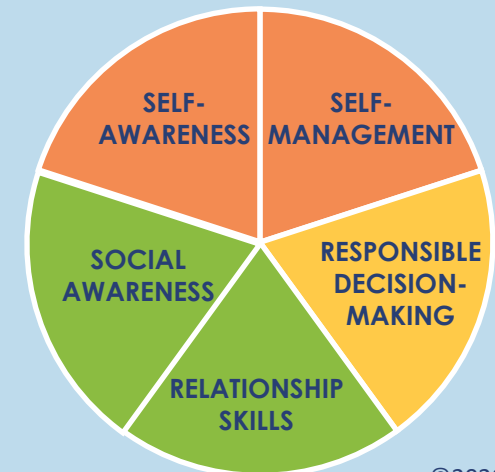 SELF-
AWARENESS
SELF-
MANAGEMENT
RESPONSIBLE
DECISION-
MAKING
SOCIAL
AWARENESS
RELATIONSHIP
SKILLS